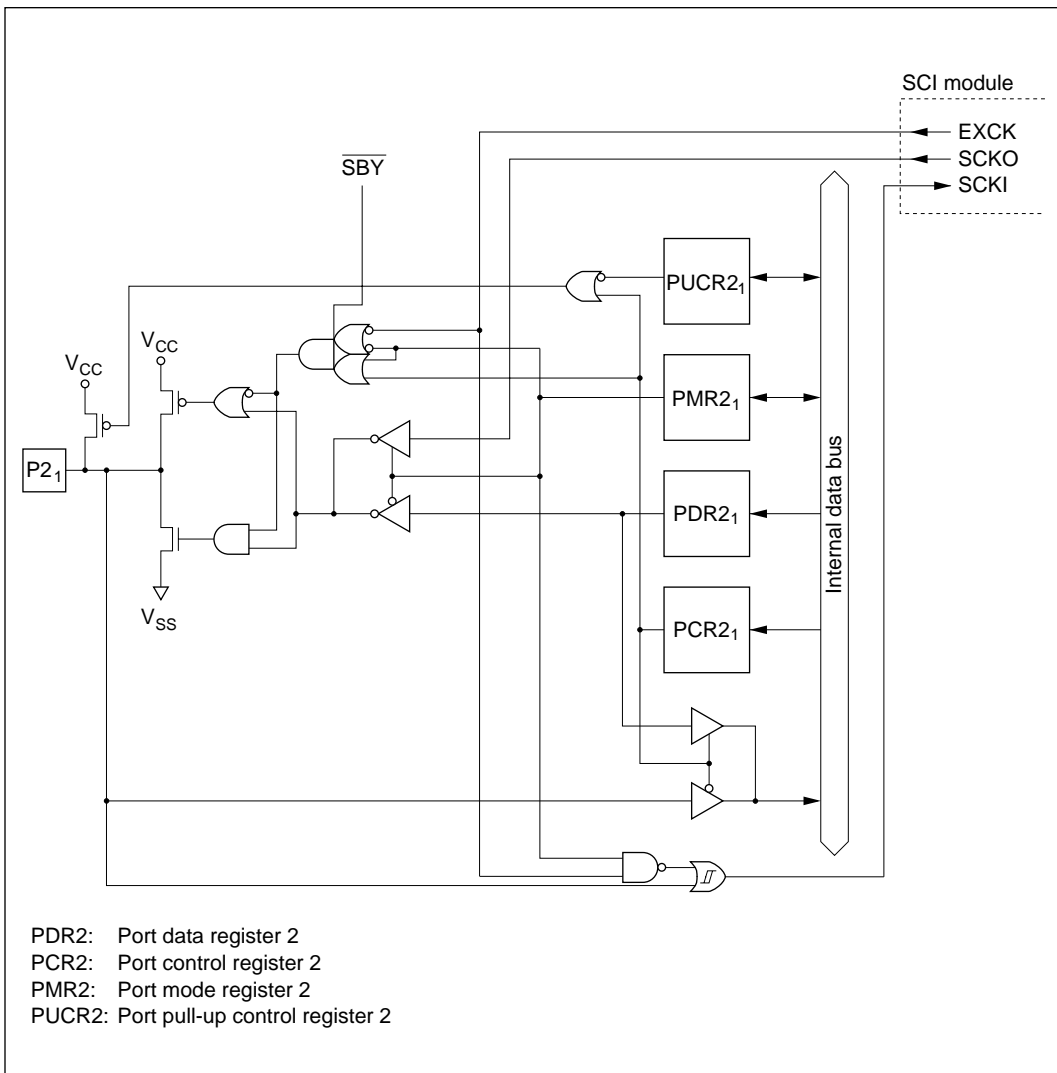 SCI module
EXCK
SCKO
SCKI
SBY
PUCR2₁
VCC
VCC
PMR2₁
P2₁
PDR2₁
Internal data bus
PCR2₁
VSS
PDR2: Port data register 2
PCR2: Port control register 2
PMR2: Port mode register 2
PUCR2: Port pull-up control register 2